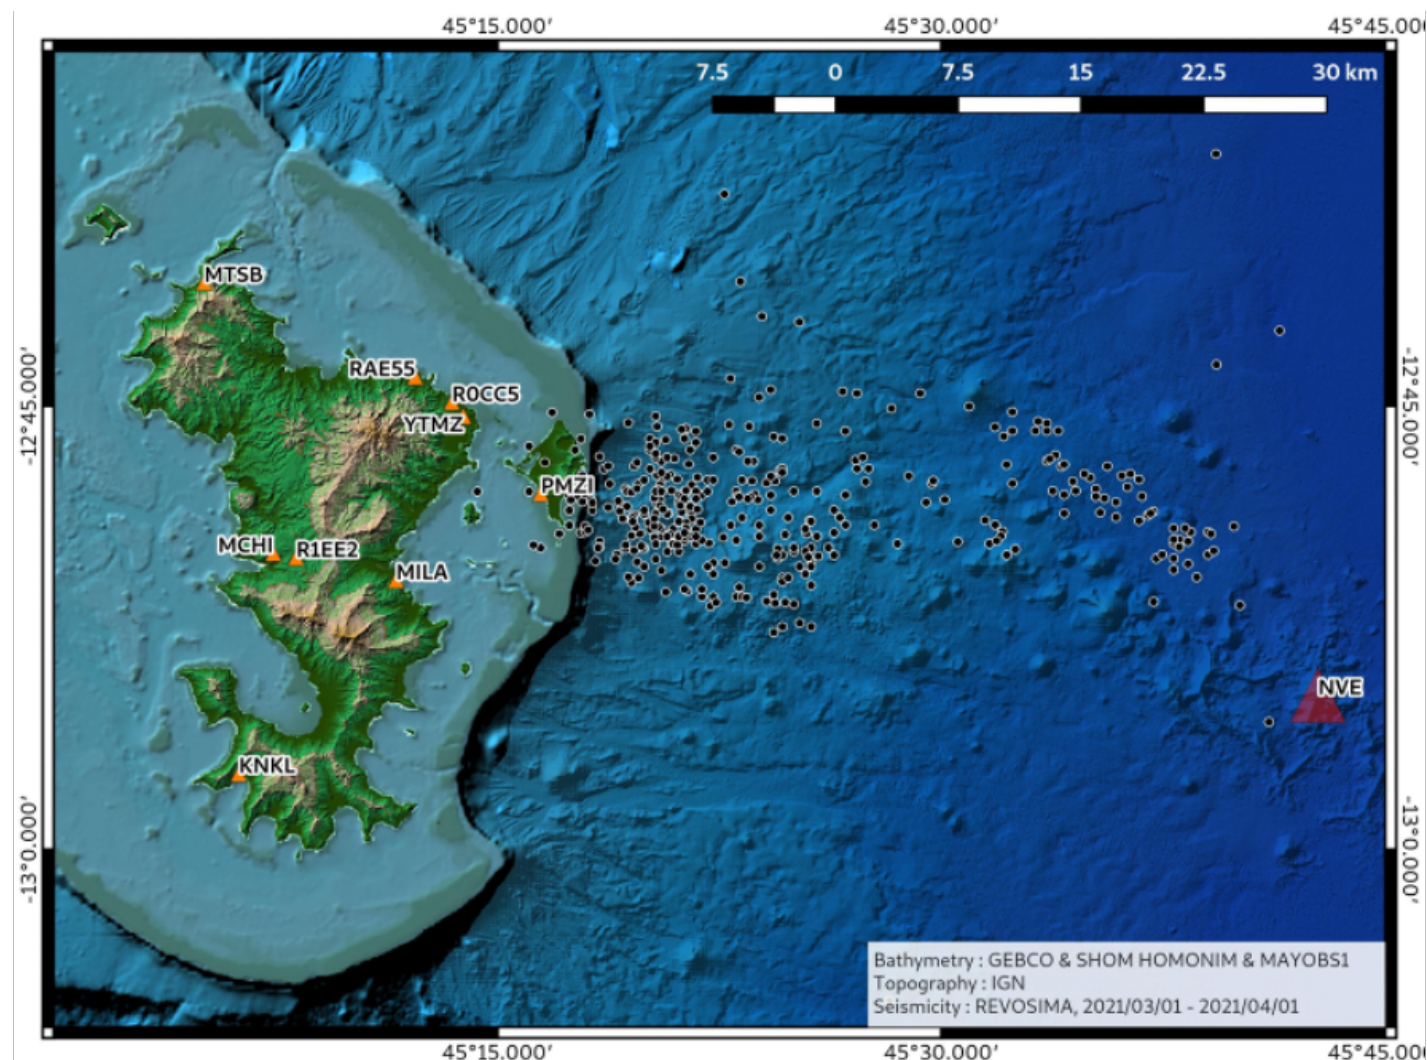 45°15.000′ 45°30.000′ 45°45.00
7.5 0 7.5 15 22.5 30 km
MTSB
RAE55
R0CC5
YTMZ
-12°45.000′ -12°45.000′
PMZI
MCHI R1EE2
MILA
NVE
KNKL
-13°0.000′ -13°0.000′
Bathymetry : GEBCO & SHOM HOMONIM & MAYOBS1
Topography : IGN
Seismicity : REVOSIMA, 2021/03/01 - 2021/04/01
45°15.000′ 45°30.000′ 45°45.00